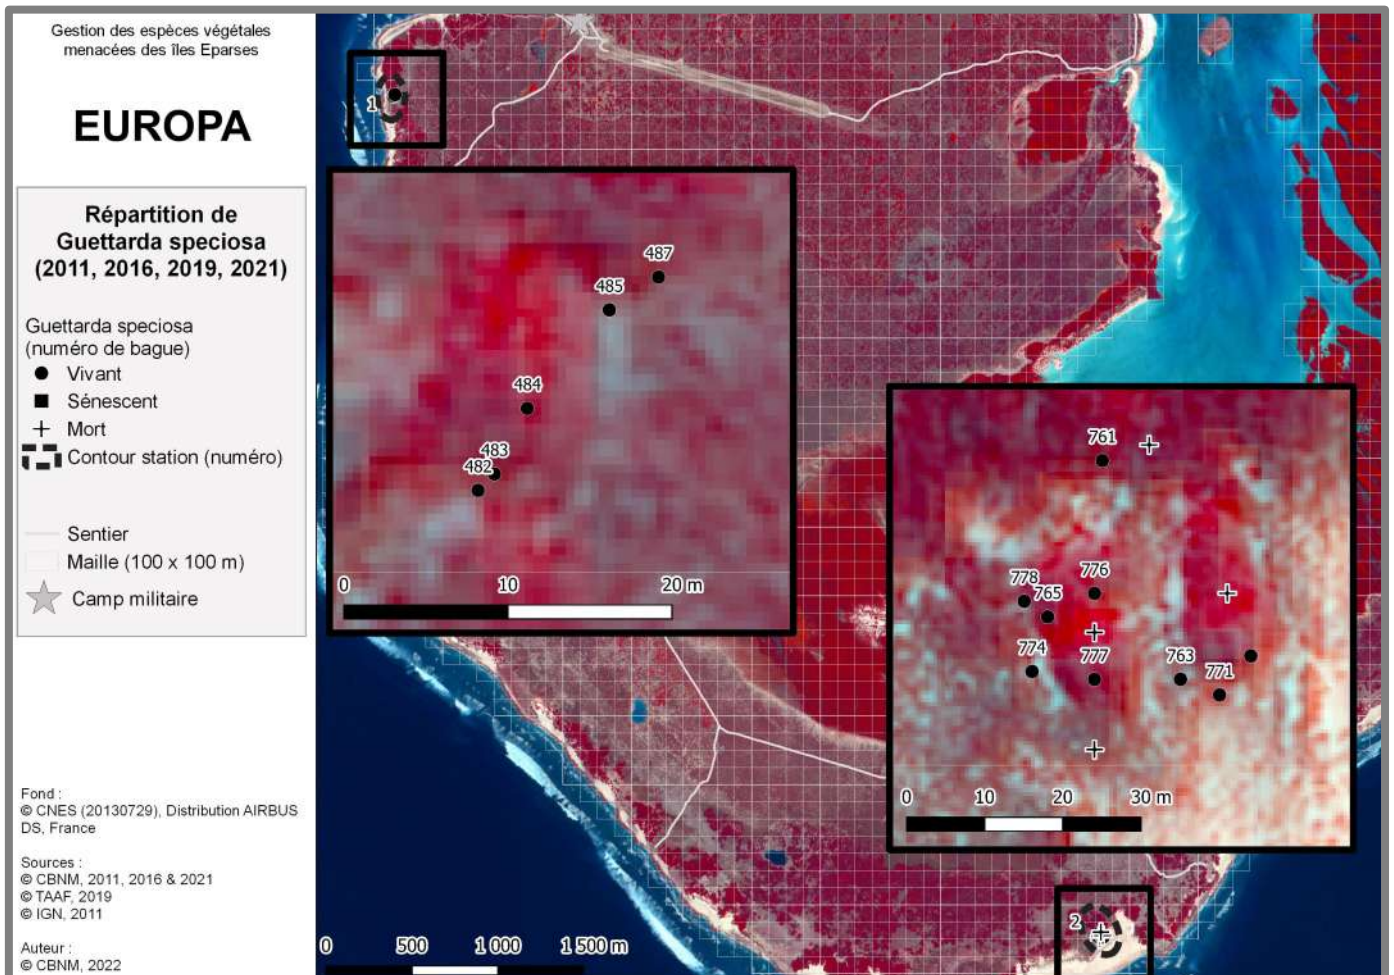 Gestion des espèces végétales
menacées des îles Eparses
EUROPA
Répartition de
Guettarda speciosa
(2011, 2016, 2019, 2021)
Guettarda speciosa
(numéro de bague)
Vivant
Sénescent
Mort
Contour station (numéro)
Sentier
Maille (100 x 100 m)
Camp militaire
Fond :
© CNES (20130729), Distribution AIRBUS
DS, France
Sources :
© CBNM, 2011, 2016 & 2021
© TAAF, 2019
© IGN, 2011
Auteur :
© CBNM, 2022
1
487
485
484
483
482
0 10 20 m
761
776
778
765
774
777
763
771
0 10 20 30 m
2
0 500 1 000 1 500 m